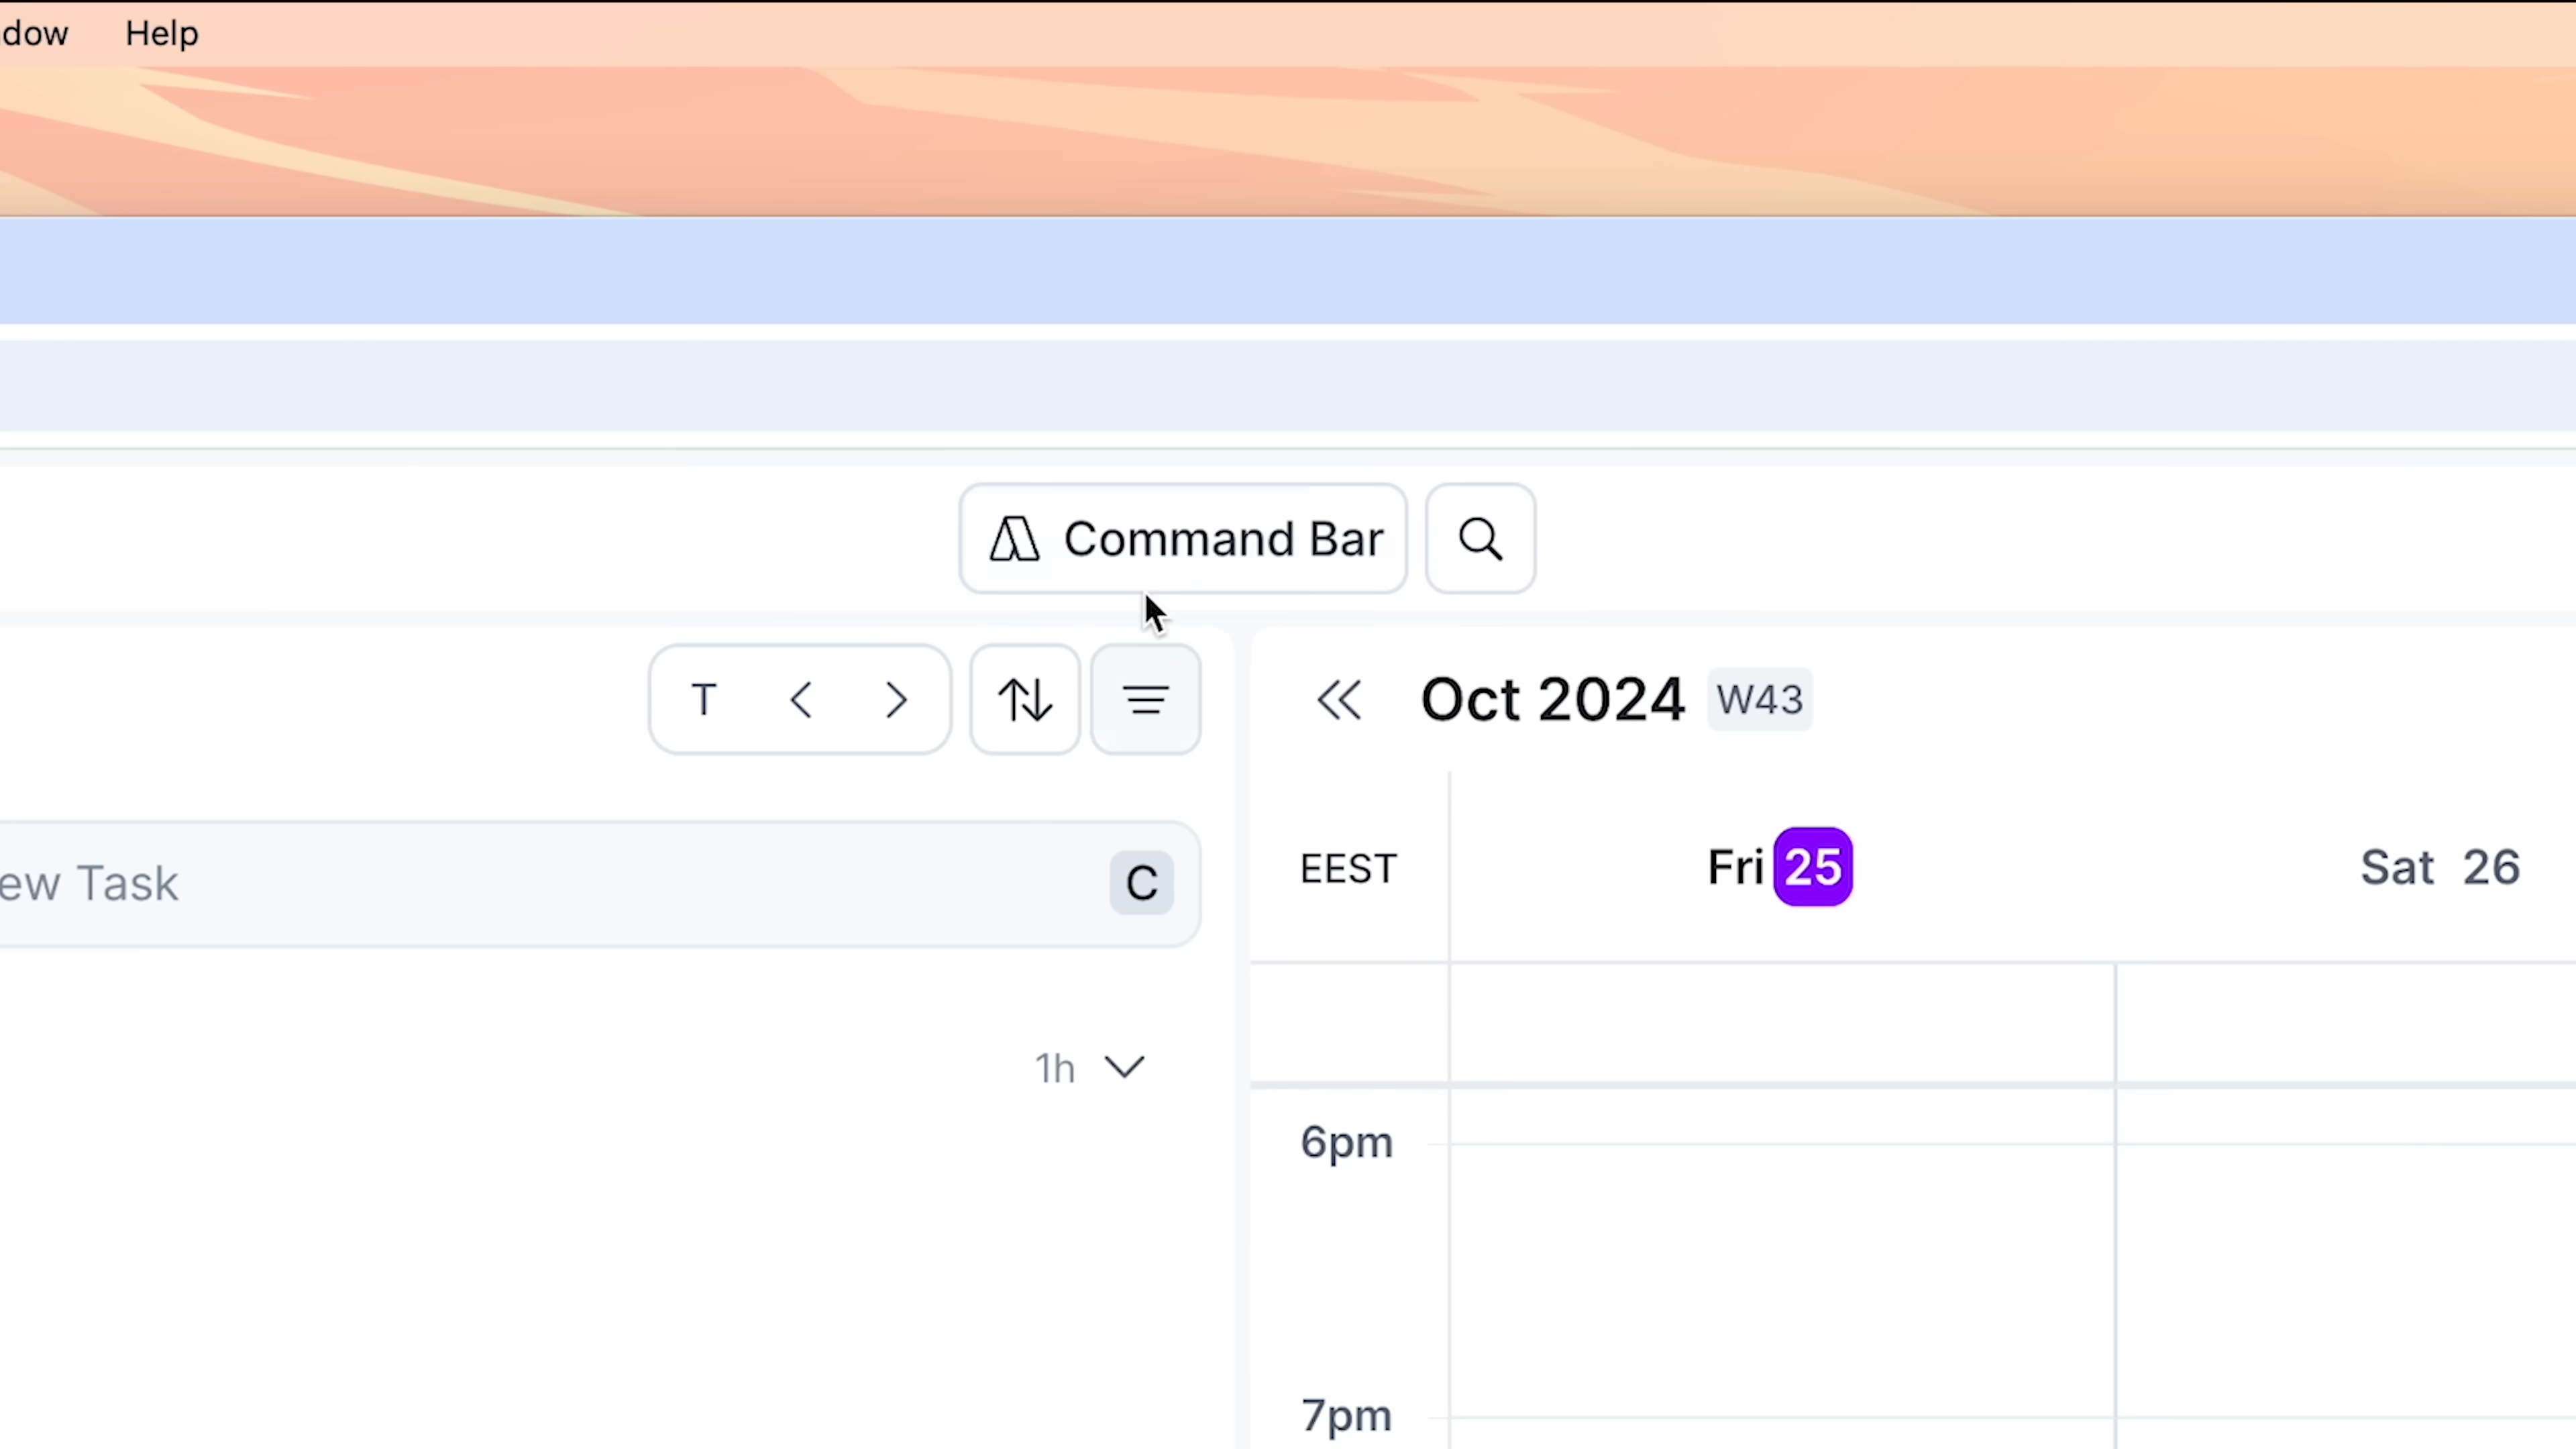 dow Help
Command Bar
T
Oct 2024 W43
ew Task C
EEST Fri 25 Sat 26
1h
6pm
7pm